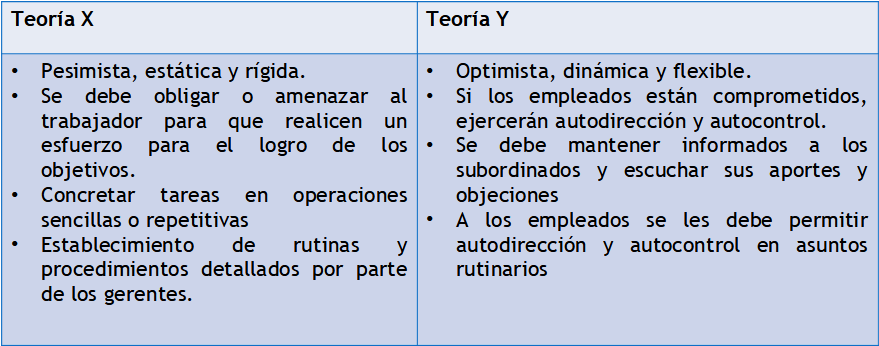 Teoría X
• Pesimista, estática y rígida.
• Se debe obligar o amenazar al
trabajador para que realicen un
esfuerzo para el logro de los
objetivos.
• Concretar tareas en operaciones
sencillas o repetitivas
• Establecimiento de rutinas y
procedimientos detallados por parte
de los gerentes.
Teoría Y
• Optimista, dinámica y flexible.
• Si los empleados están comprometidos,
ejercerán autodirección y autocontrol.
• Se debe mantener informados a los
subordinados y escuchar sus aportes y
objeciones
• A los empleados se les debe permitir
autodirección y autocontrol en asuntos
rutinarios